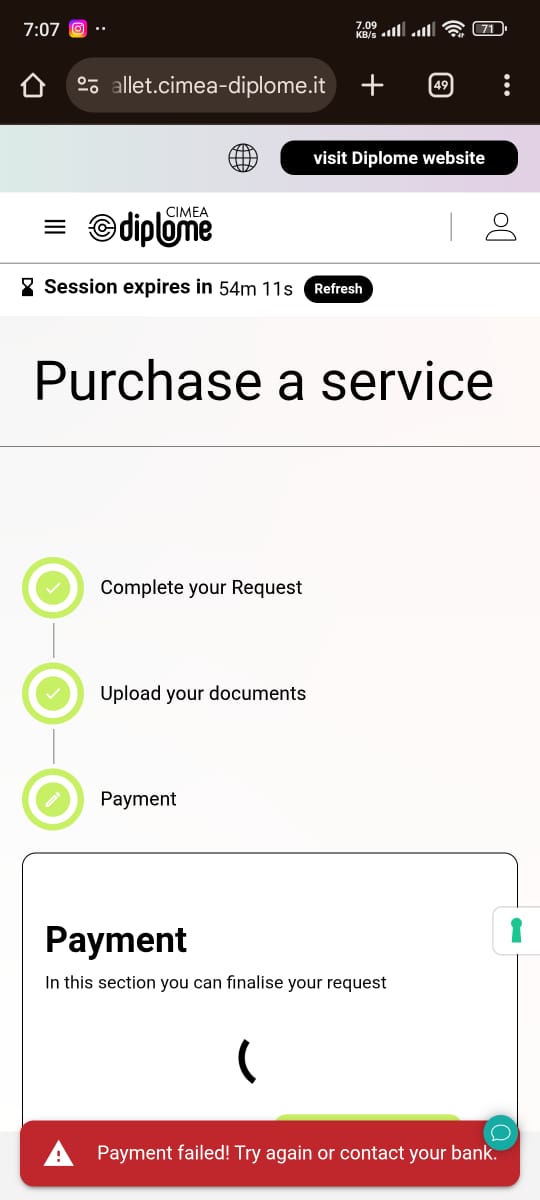 7:07
7.09
KB/s
71
allet.cimea-diplome.it
49
visit Diplome website
CIMEA
diplome
Session expires in 54m 11s Refresh
Purchase a service
Complete your Request
Upload your documents
Payment
Payment
In this section you can finalise your request
Payment failed! Try again or contact your bank.